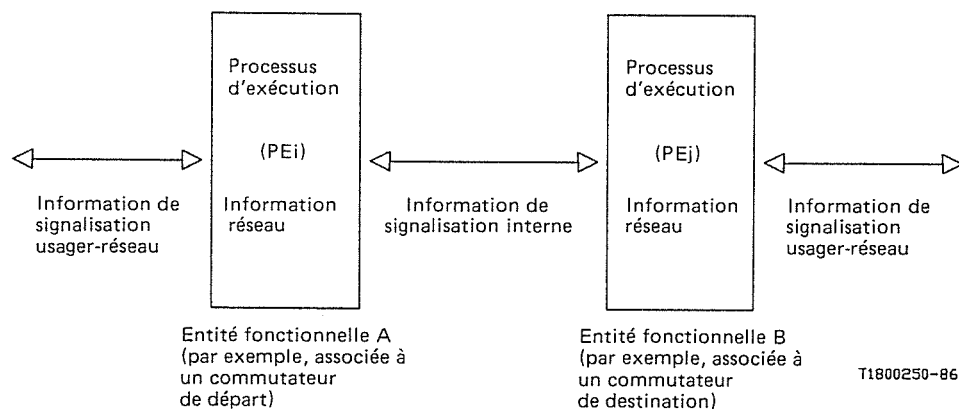 Processus
d'exécution
(PEi)
Information
réseau
Processus
d'exécution
(PEj)
Information
réseau
Information de
signalisation
usager-réseau
Information de
signalisation interne
Information de
signalisation
usager-réseau
Entité fonctionnelle A
(par exemple, associée à
un commutateur
de départ)
Entité fonctionnelle B
(par exemple, associée à
un commutateur
de destination)
T1800250-86